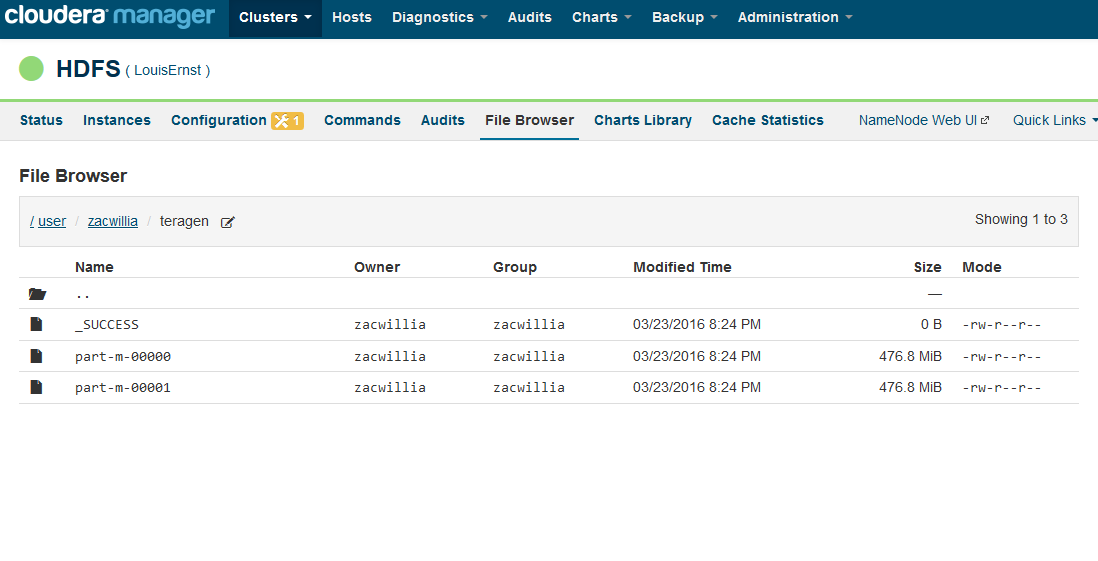 cloudera manager Clusters Hosts Diagnostics Audits Charts Backup Administration
HDFS ( LouisErnst )
Status Instances Configuration 1 Commands Audits File Browser Charts Library Cache Statistics NameNode Web UI Quick Links
File Browser
/ user / zacwillia / teragen Showing 1 to 3
Name Owner Group Modified Time Size Mode
.. —
_SUCCESS zacwillia zacwillia 03/23/2016 8:24 PM 0 B -rw-r--r--
part-m-00000 zacwillia zacwillia 03/23/2016 8:24 PM 476.8 MiB -rw-r--r--
part-m-00001 zacwillia zacwillia 03/23/2016 8:24 PM 476.8 MiB -rw-r--r--